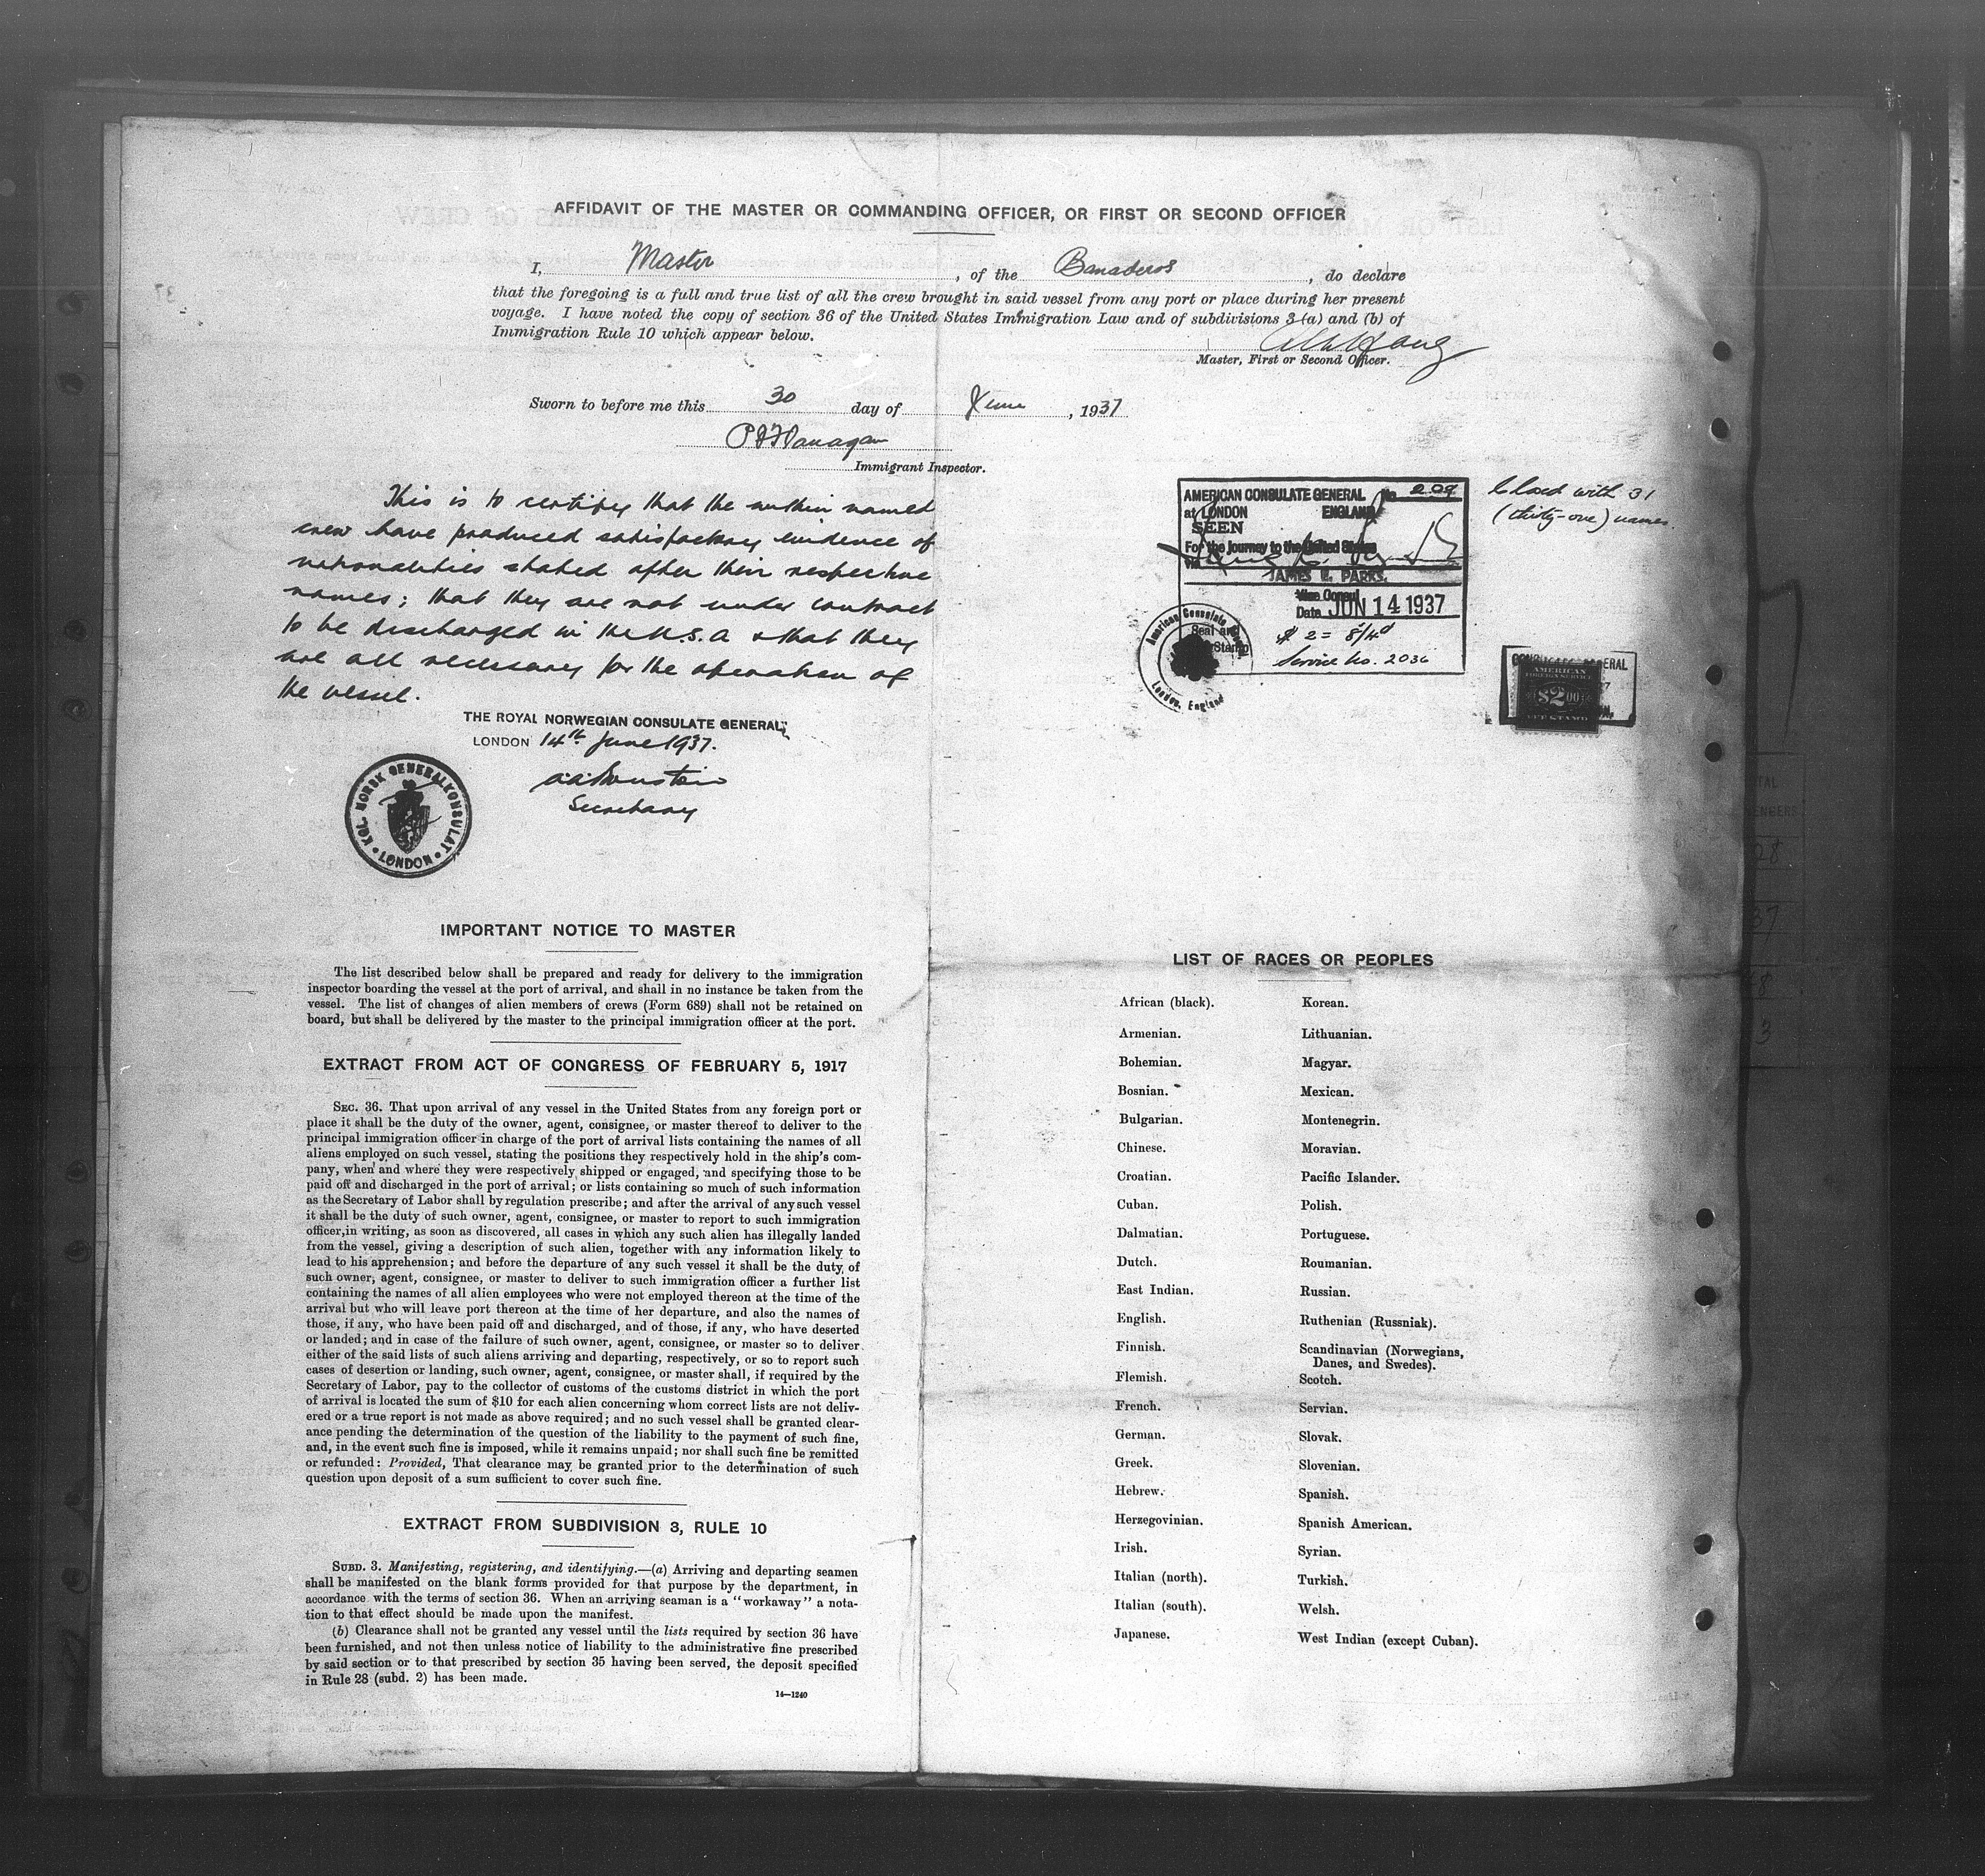 AFFIDAVIT OF THE MASTER OR COMMANDING OFFICER, OR FIRST OR SECOND OFFICER
I, Master, of the Banaderos, do declare
that the foregoing is a full and true list of all the crew brought in said vessel from any port or place during her present
voyage. I have noted the copy of section 36 of the United States Immigration Law and of subdivisions 3 (a) and (b) of
Immigration Rule 10 which appear below.
Master, First or Second Officer.
Sworn to before me this 30 day of June, 1937
Flanagan
Immigrant Inspector.
This is to certify that the within named
crew have produced satisfactory evidence of
nationalities stated after their respective
names; that they are not under contract
to be discharged in the U.S.A & that they
are all necessary for the operation of
the vessel.
THE ROYAL NORWEGIAN CONSULATE GENERAL,
LONDON 14th June 1937.
Secretary
KGL. NORSK GENERALKONSULAT
• LONDON •
AMERICAN CONSULATE GENERAL No. 209
at LONDON ENGLAND
SEEN
For the journey to the United States
via
JAMES E. PARKS.
Vice Consul
Date JUN 14 1937
$ 2 = 8/4d
Service No. 2036
Seal and
Stamp
American Consulate
London, England
Closed with 31
(thirty-one) names.
AMERICAN
FOREIGN SERVICE
$2.00
FEE STAMP
IMPORTANT NOTICE TO MASTER
The list described below shall be prepared and ready for delivery to the immigration
inspector boarding the vessel at the port of arrival, and shall in no instance be taken from the
vessel. The list of changes of alien members of crews (Form 689) shall not be retained on
board, but shall be delivered by the master to the principal immigration officer at the port.
EXTRACT FROM ACT OF CONGRESS OF FEBRUARY 5, 1917
SEC. 36. That upon arrival of any vessel in the United States from any foreign port or
place it shall be the duty of the owner, agent, consignee, or master thereof to deliver to the
principal immigration officer in charge of the port of arrival lists containing the names of all
aliens employed on such vessel, stating the positions they respectively hold in the ship's com-
pany, when and where they were respectively shipped or engaged, and specifying those to be
paid off and discharged in the port of arrival; or lists containing so much of such information
as the Secretary of Labor shall by regulation prescribe; and after the arrival of any such vessel
it shall be the duty of such owner, agent, consignee, or master to report to such immigration
officer, in writing, as soon as discovered, all cases in which any such alien has illegally landed
from the vessel, giving a description of such alien, together with any information likely to
lead to his apprehension; and before the departure of any such vessel it shall be the duty of
such owner, agent, consignee, or master to deliver to such immigration officer a further list
containing the names of all alien employees who were not employed thereon at the time of the
arrival but who will leave port thereon at the time of her departure, and also the names of
those, if any, who have been paid off and discharged, and of those, if any, who have deserted
or landed; and in case of the failure of such owner, agent, consignee, or master so to deliver
either of the said lists of such aliens arriving and departing, respectively, or so to report such
cases of desertion or landing, such owner, agent, consignee, or master shall, if required by the
Secretary of Labor, pay to the collector of customs of the customs district in which the port
of arrival is located the sum of $10 for each alien concerning whom correct lists are not deliv-
ered or a true report is not made as above required; and no such vessel shall be granted clear-
ance pending the determination of the question of the liability to the payment of such fine,
and, in the event such fine is imposed, while it remains unpaid; nor shall such fine be remitted
or refunded: Provided, That clearance may be granted prior to the determination of such
question upon deposit of a sum sufficient to cover such fine.
EXTRACT FROM SUBDIVISION 3, RULE 10
SUBD. 3. Manifesting, registering, and identifying.—(a) Arriving and departing seamen
shall be manifested on the blank forms provided for that purpose by the department, in
accordance with the terms of section 36. When an arriving seaman is a "workaway" a nota-
tion to that effect should be made upon the manifest.
(b) Clearance shall not be granted any vessel until the lists required by section 36 have
been furnished, and not then unless notice of liability to the administrative fine prescribed
by said section or to that prescribed by section 35 having been served, the deposit specified
in Rule 28 (subd. 2) has been made.
14—1240
LIST OF RACES OR PEOPLES
African (black).
Armenian.
Bohemian.
Bosnian.
Bulgarian.
Chinese.
Croatian.
Cuban.
Dalmatian.
Dutch.
East Indian.
English.
Finnish.
Flemish.
French.
German.
Greek.
Hebrew.
Herzegovinian.
Irish.
Italian (north).
Italian (south).
Japanese.
Korean.
Lithuanian.
Magyar.
Mexican.
Montenegrin.
Moravian.
Pacific Islander.
Polish.
Portuguese.
Roumanian.
Russian.
Ruthenian (Russniak).
Scandinavian (Norwegians,
Danes, and Swedes).
Scotch.
Servian.
Slovak.
Slovenian.
Spanish.
Spanish American.
Syrian.
Turkish.
Welsh.
West Indian (except Cuban).